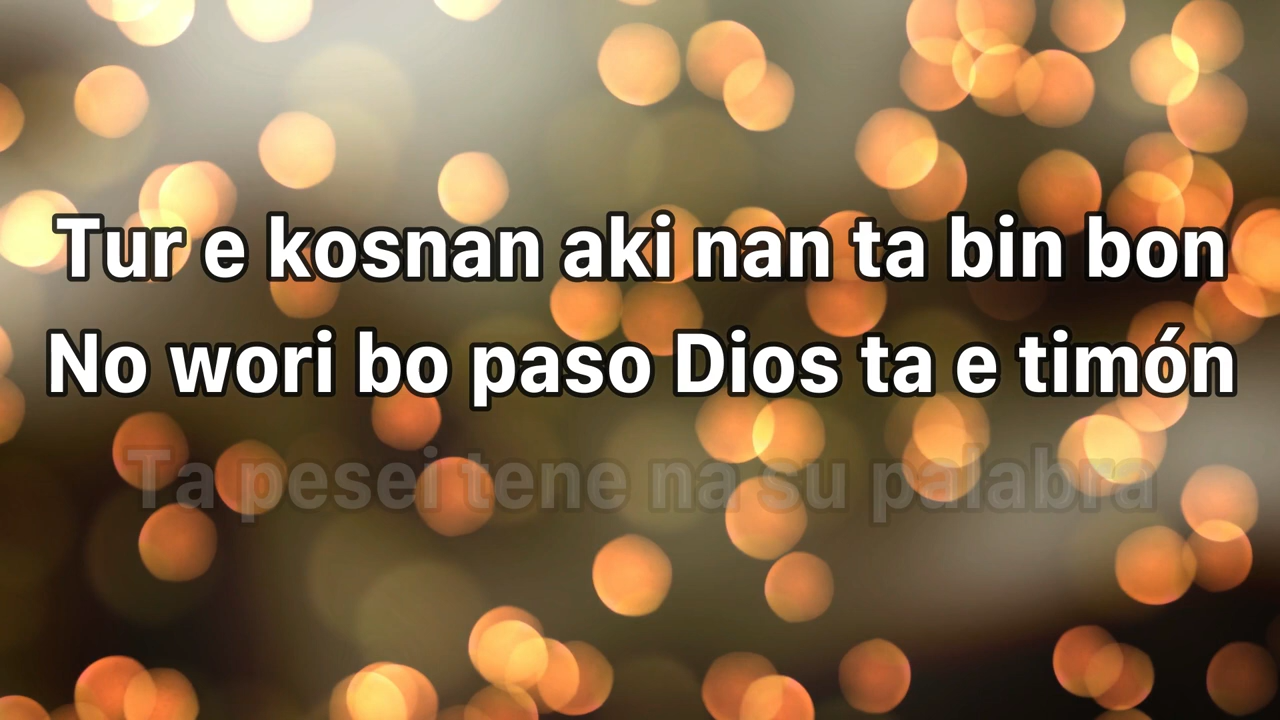 Tur e kosnan aki nan ta bin bon
No wori bo paso Dios ta e timón
Ta pesei tene na su palabra